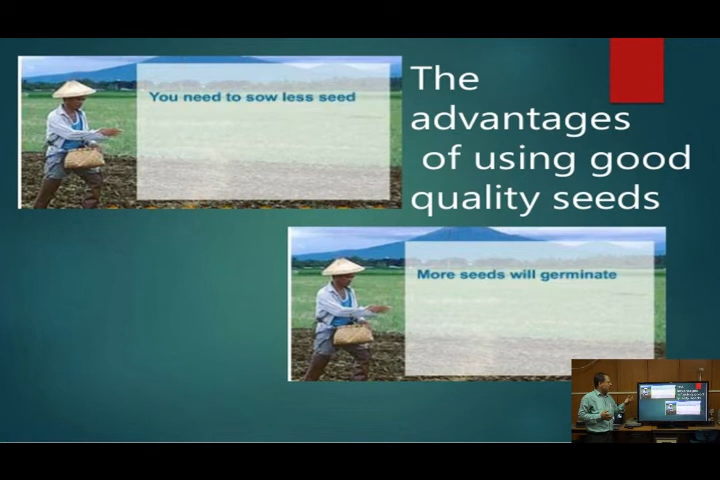 The
advantages
of using good
quality seeds
You need to sow less seed
More seeds will germinate